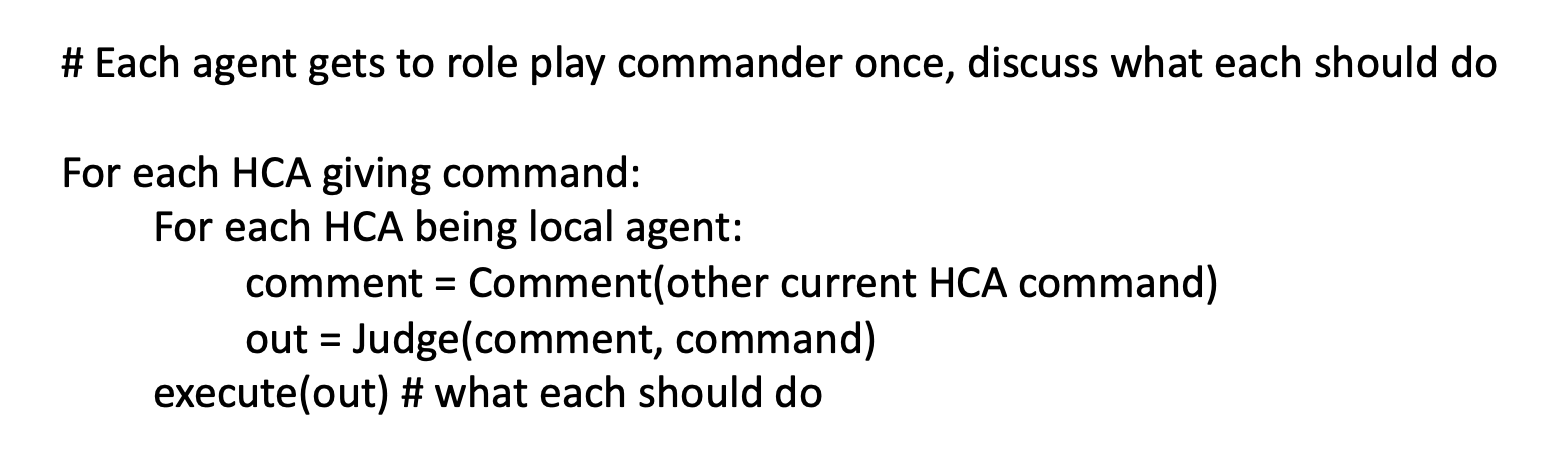 # Each agent gets to role play commander once, discuss what each should do
For each HCA giving command:
For each HCA being local agent:
comment = Comment(other current HCA command)
out = Judge(comment, command)
execute(out) # what each should do